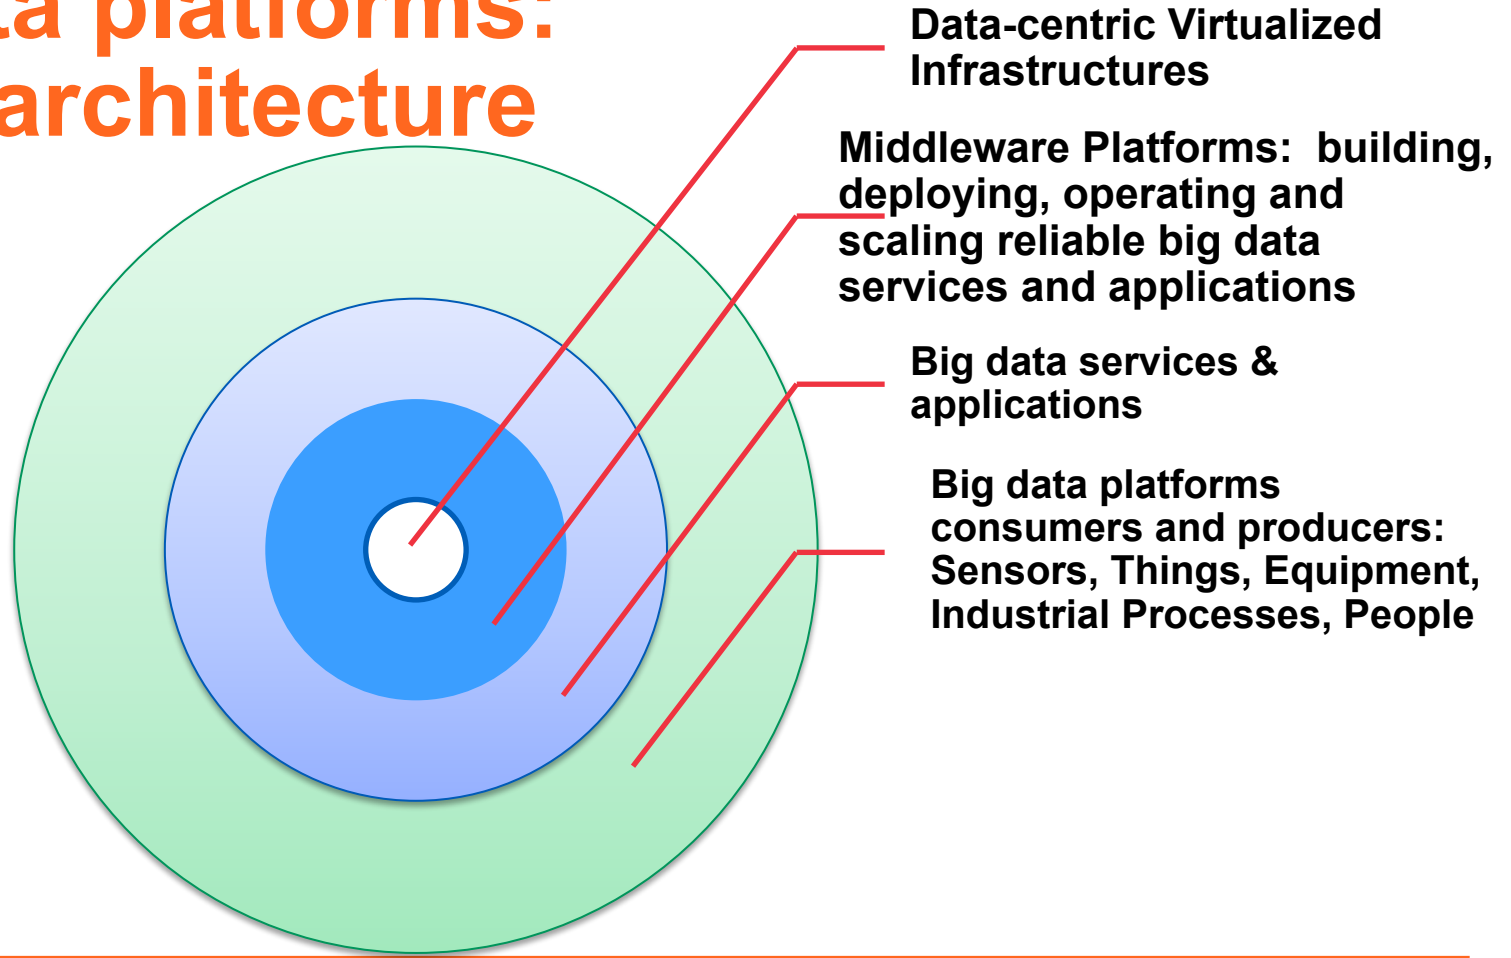 platforms:
architecture
Data-centric Virtualized
Infrastructures
Middleware Platforms: building,
deploying, operating and
scaling reliable big data
services and applications
Big data services &
applications
Big data platforms
consumers and producers:
Sensors, Things, Equipment,
Industrial Processes, People